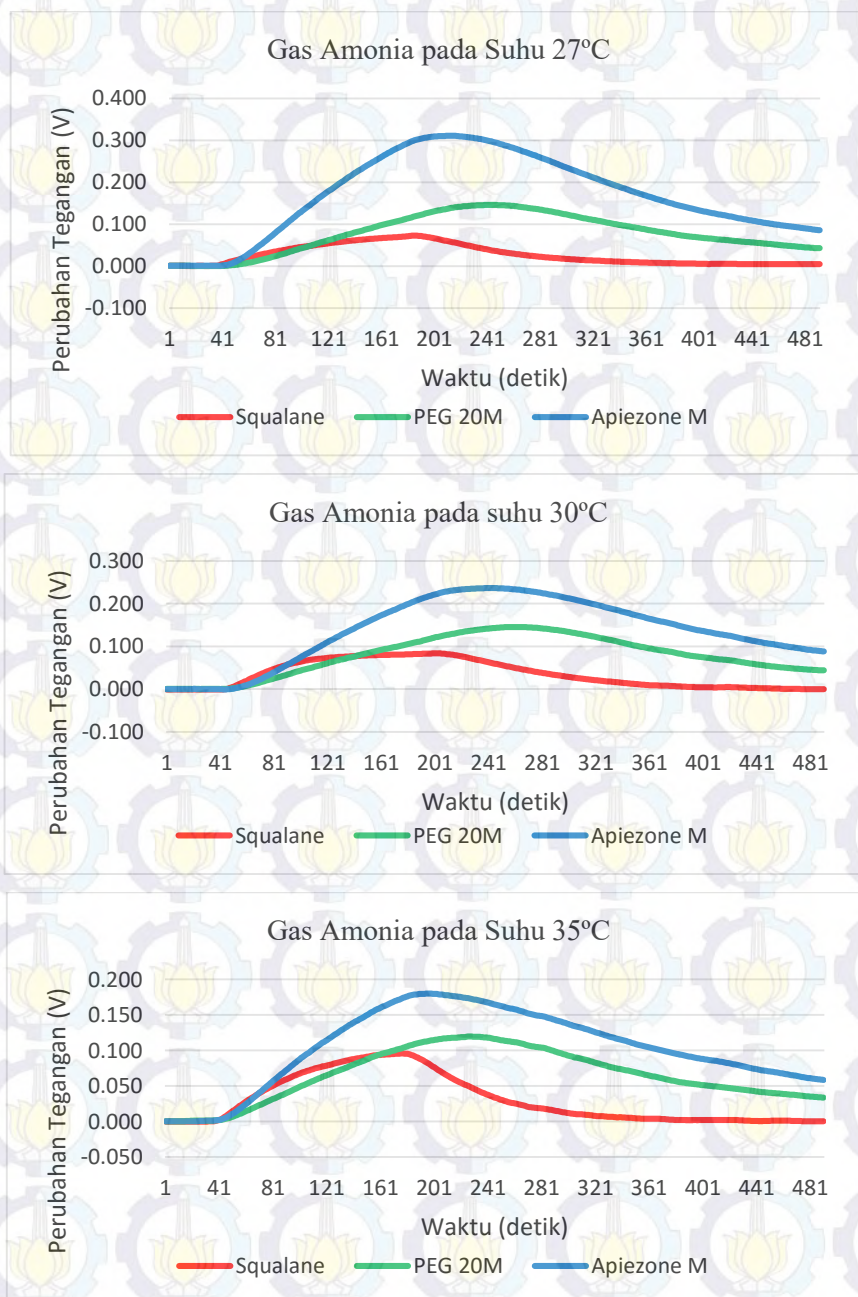 Gas Amonia pada Suhu 27ºC
Perubahan Tegangan (V)
0.400
0.300
0.200
0.100
0.000
-0.100
1 41 81 121 161 201 241 281 321 361 401 441 481
Waktu (detik)
Squalane PEG 20M Apiezone M
Gas Amonia pada suhu 30ºC
Perubahan Tegangan (V)
0.300
0.200
0.100
0.000
-0.100
1 41 81 121 161 201 241 281 321 361 401 441 481
Waktu (detik)
Squalane PEG 20M Apiezone M
Gas Amonia pada Suhu 35ºC
Perubahan Tegangan (V)
0.200
0.150
0.100
0.050
0.000
-0.050
1 41 81 121 161 201 241 281 321 361 401 441 481
Waktu (detik)
Squalane PEG 20M Apiezone M